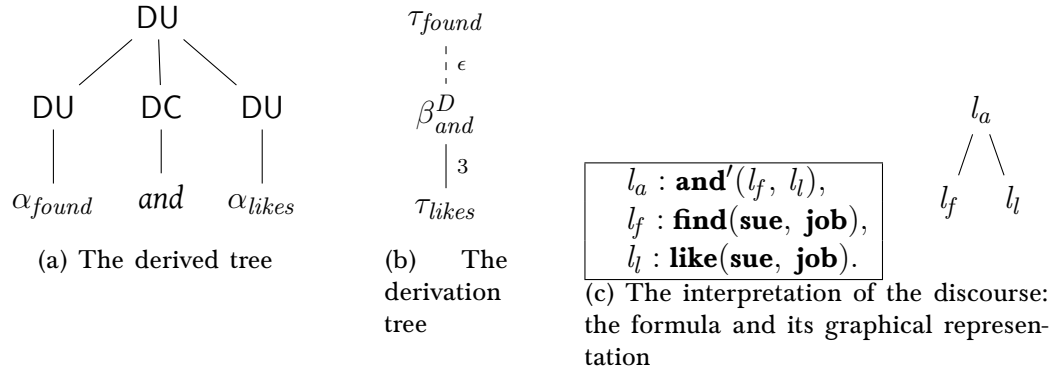 DU
DU DC DU
α_found and α_likes
(a) The derived tree
τ_found
ϵ
β^D_and
3
τ_likes
(b) The
derivation
tree
l_a : and′(l_f, l_l),
l_f : find(sue, job),
l_l : like(sue, job).
l_a
l_f l_l
(c) The interpretation of the discourse:
the formula and its graphical represen-
tation